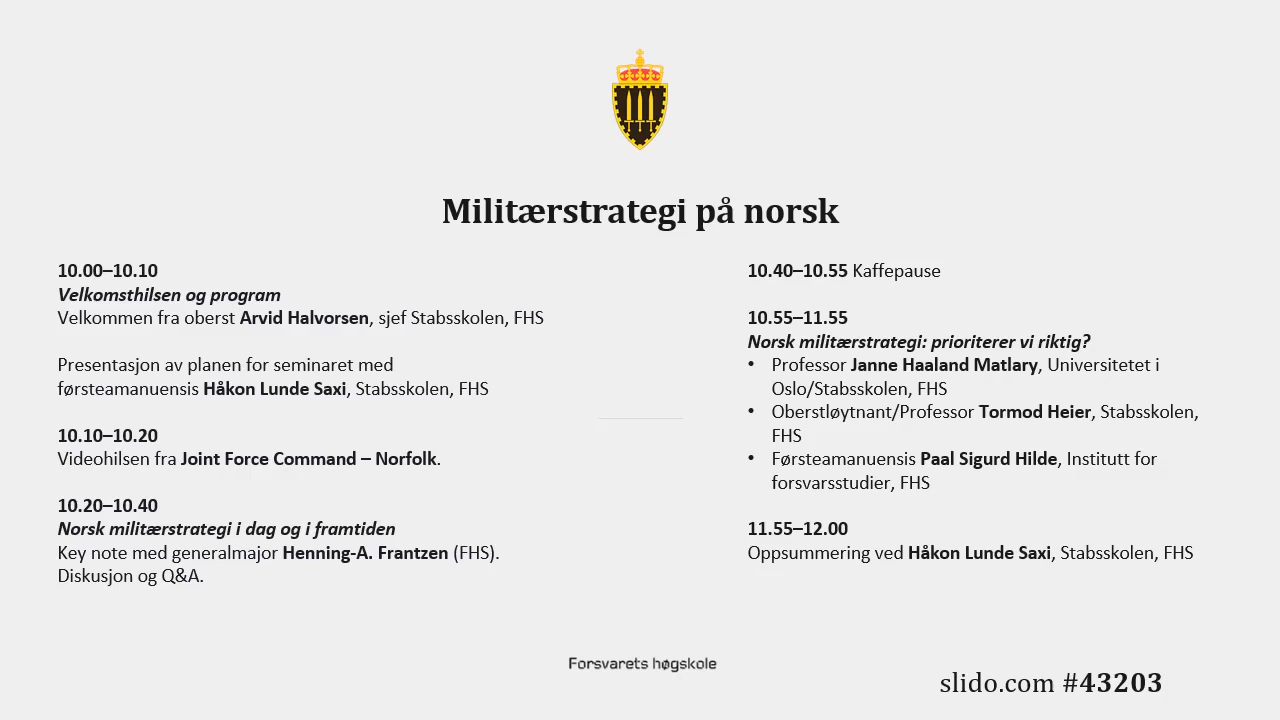 Militærstrategi på norsk
10.00–10.10
Velkomsthilsen og program
Velkommen fra oberst Arvid Halvorsen, sjef Stabsskolen, FHS
Presentasjon av planen for seminaret med
førsteamanuensis Håkon Lunde Saxi, Stabsskolen, FHS
10.10–10.20
Videohilsen fra Joint Force Command – Norfolk.
10.20–10.40
Norsk militærstrategi i dag og i framtiden
Key note med generalmajor Henning-A. Frantzen (FHS).
Diskusjon og Q&A.
10.40–10.55 Kaffepause
10.55–11.55
Norsk militærstrategi: prioriterer vi riktig?
• Professor Janne Haaland Matlary, Universitetet i
Oslo/Stabsskolen, FHS
• Oberstløytnant/Professor Tormod Heier, Stabsskolen,
FHS
• Førsteamanuensis Paal Sigurd Hilde, Institutt for
forsvarsstudier, FHS
11.55–12.00
Oppsummering ved Håkon Lunde Saxi, Stabsskolen, FHS
Forsvarets høgskole
slido.com #43203